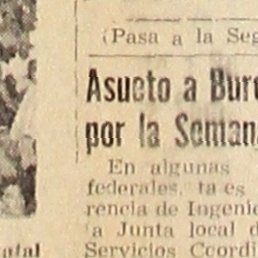 (Pasa a la Seg
Asueto a Bur
por la Seman
En algunas
federales, ta es
rencia de Ingenie
a Junta local d
atal
Servicios Coordi